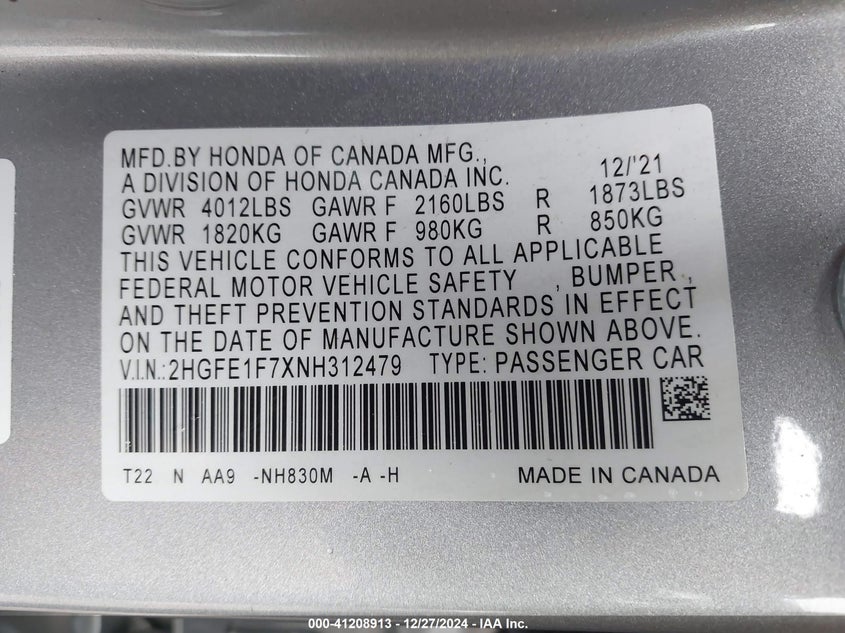 MFD.BY HONDA OF CANADA MFG.,
A DIVISION OF HONDA CANADA INC. 12/'21
GVWR 4012LBS GAWR F 2160LBS R 1873LBS
GVWR 1820KG GAWR F 980KG R 850KG
THIS VEHICLE CONFORMS TO ALL APPLICABLE
FEDERAL MOTOR VEHICLE SAFETY , BUMPER ,
AND THEFT PREVENTION STANDARDS IN EFFECT
ON THE DATE OF MANUFACTURE SHOWN ABOVE.
V.I.N.:2HGFE1F7XNH312479 TYPE: PASSENGER CAR
T22 N AA9 -NH830M -A -H MADE IN CANADA
000-41208913 - 12/27/2024 - IAA Inc.